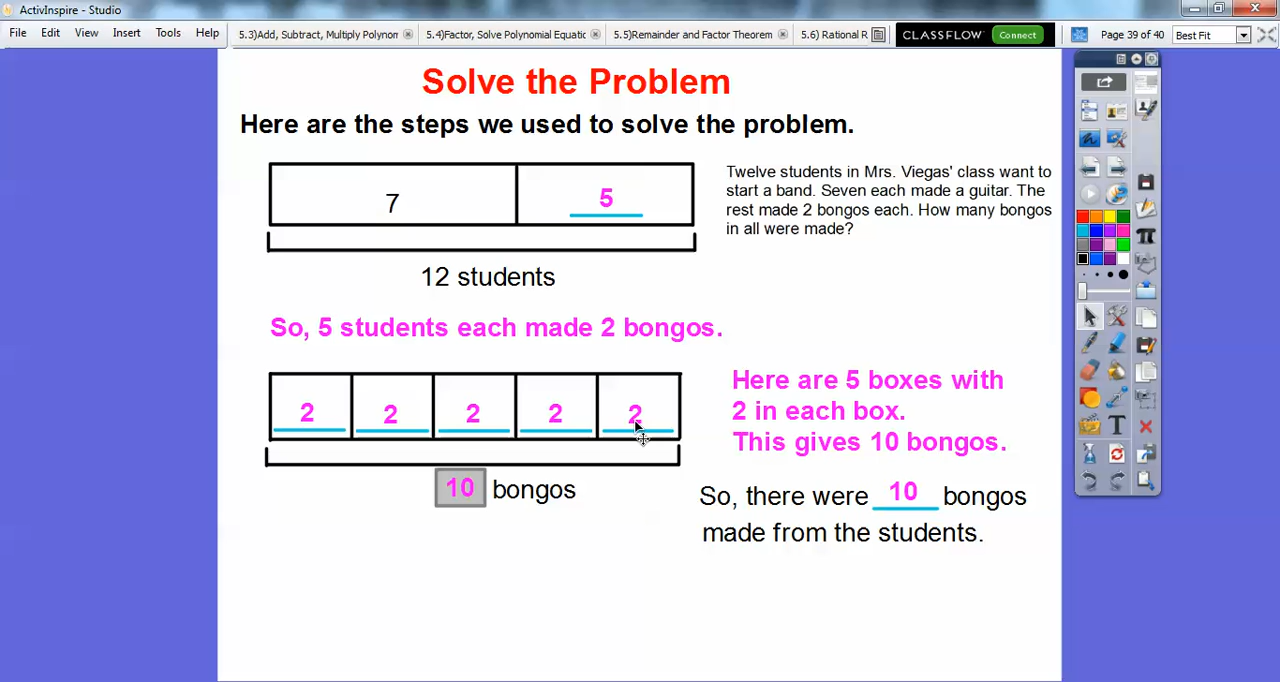 ActivInspire - Studio
File Edit View Insert Tools Help
5.3)Add, Subtract, Multiply Polynom 5.4)Factor, Solve Polynomial Equatic 5.5)Remainder and Factor Theorem 5.6) Rational R
CLASSFLOW Connect
Page 39 of 40 Best Fit
Solve the Problem
Here are the steps we used to solve the problem.
7 5
12 students
Twelve students in Mrs. Viegas' class want to
start a band. Seven each made a guitar. The
rest made 2 bongos each. How many bongos
in all were made?
So, 5 students each made 2 bongos.
2 2 2 2 2
10 bongos
Here are 5 boxes with
2 in each box.
This gives 10 bongos.
So, there were 10 bongos
made from the students.